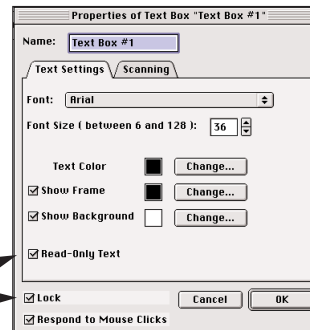 Properties of Text Box "Text Box #1"
Name: Text Box #1
Text Settings Scanning
Font: Arial
Font Size ( between 6 and 128 ): 36
Text Color Change...
Show Frame Change...
Show Background Change...
Read-Only Text
Lock Cancel OK
Respond to Mouse Clicks